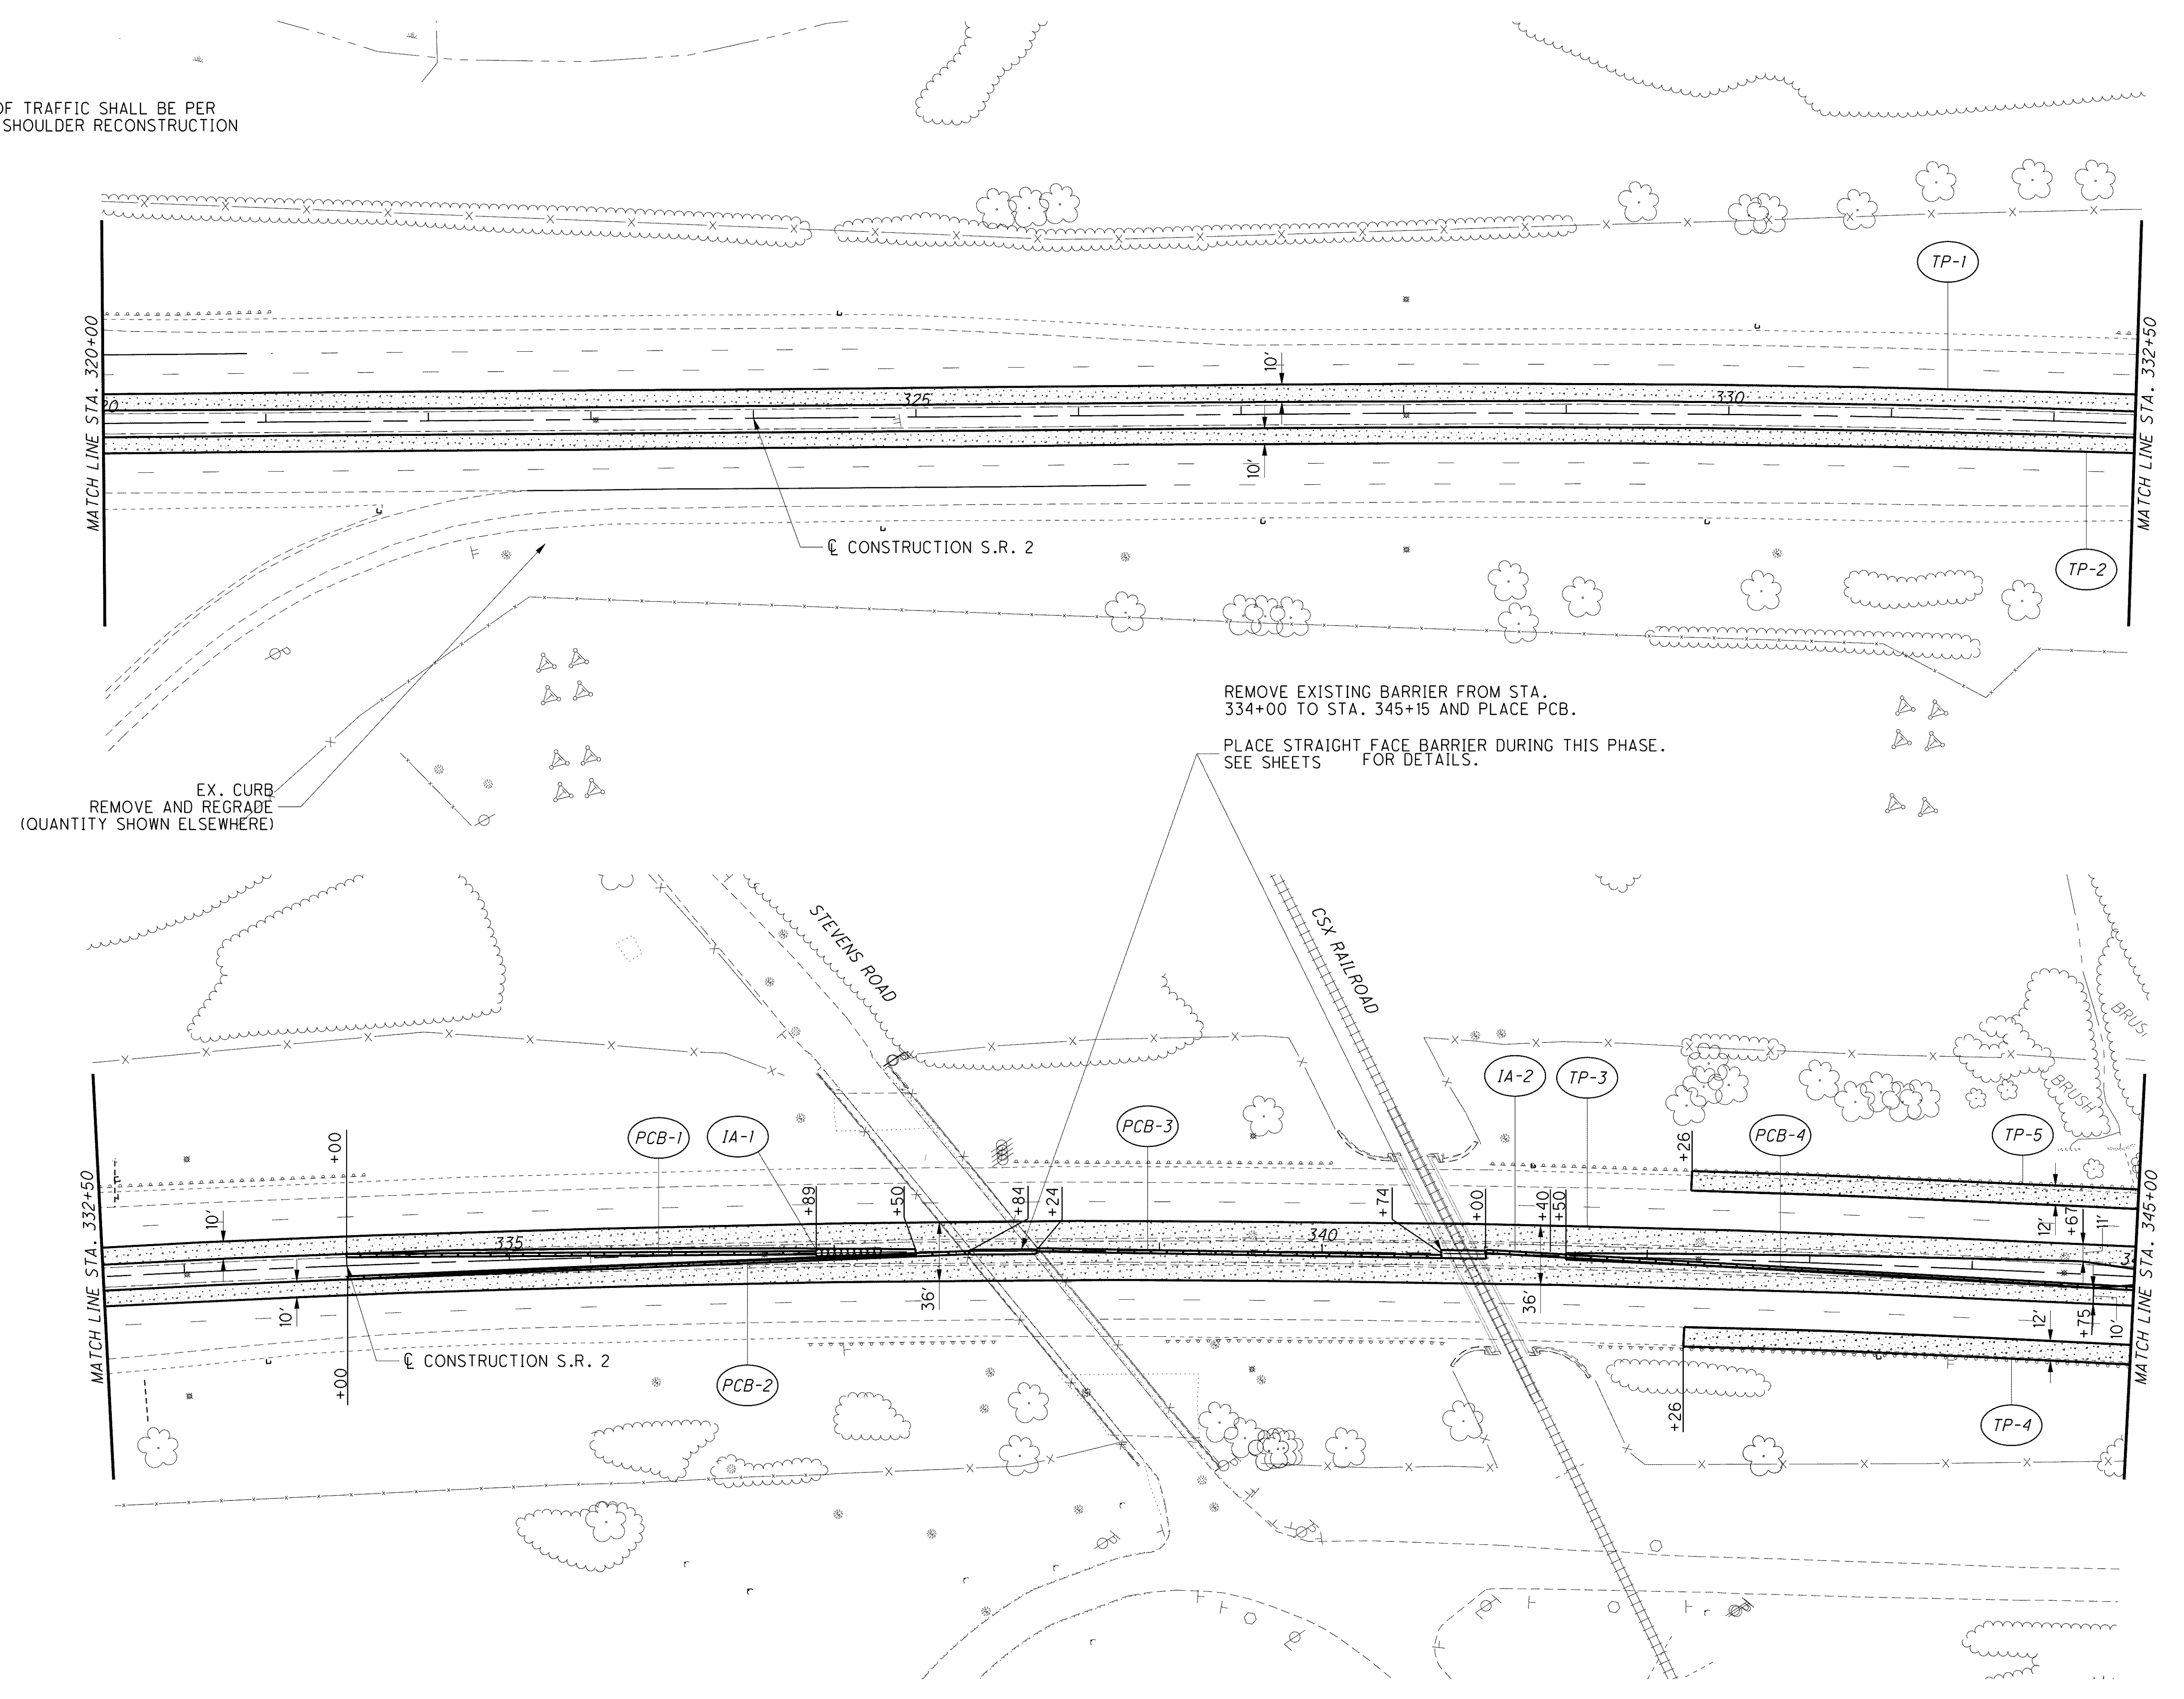 OF TRAFFIC SHALL BE PER
SHOULDER RECONSTRUCTION
MATCH LINE STA. 320+00
TP-1
10'
325
330
10'
℄ CONSTRUCTION S.R. 2
TP-2
MATCH LINE STA. 332+50
EX. CURB
REMOVE AND REGRADE
(QUANTITY SHOWN ELSEWHERE)
REMOVE EXISTING BARRIER FROM STA.
334+00 TO STA. 345+15 AND PLACE PCB.
PLACE STRAIGHT FACE BARRIER DURING THIS PHASE.
SEE SHEETS FOR DETAILS.
STEVENS ROAD
CSX RAILROAD
BRUSH
MATCH LINE STA. 332+50
+00
PCB-1
IA-1
PCB-3
IA-2
TP-3
+26
PCB-4
TP-5
10'
335
+89
+50
+84
+24
340
+74
+00
+40
+50
12'
+67
11'
10'
36'
36'
12'
+75
10'
℄ CONSTRUCTION S.R. 2
+00
PCB-2
+26
TP-4
MATCH LINE STA. 345+00